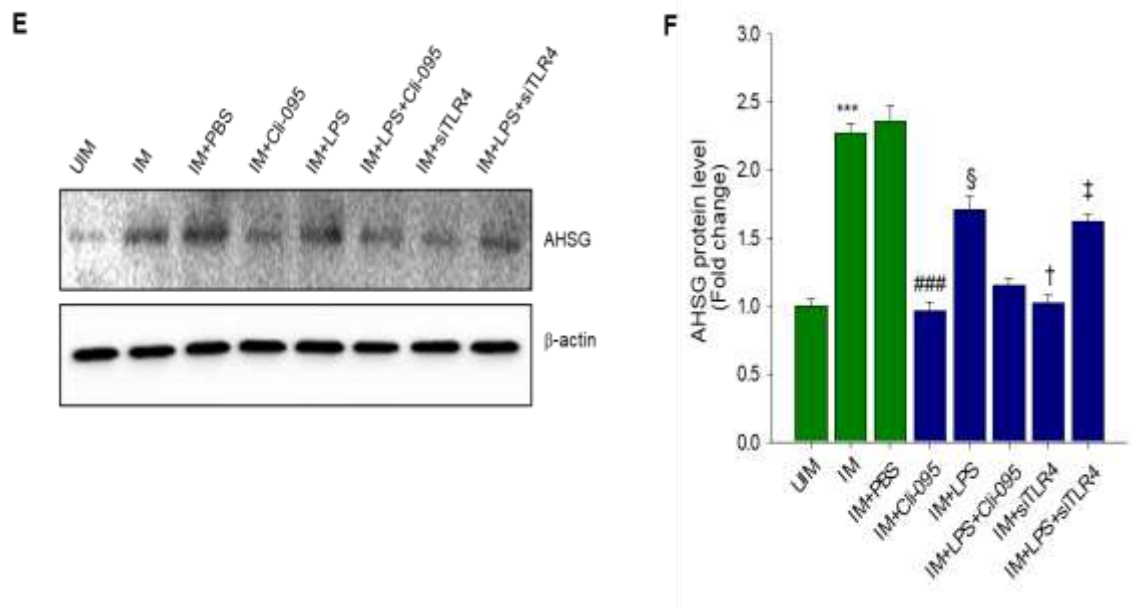 E
UIM
IM
IM+PBS
IM+Cli-095
IM+LPS
IM+LPS+Cli-095
IM+siTLR4
IM+LPS+siTLR4
AHSG
β-actin
F
AHSG protein level
(Fold change)
3.0
2.5
2.0
1.5
1.0
0.5
0.0
***
###
§
†
‡
UIM
IM
IM+PBS
IM+Cli-095
IM+LPS
IM+LPS+Cli-095
IM+siTLR4
IM+LPS+siTLR4